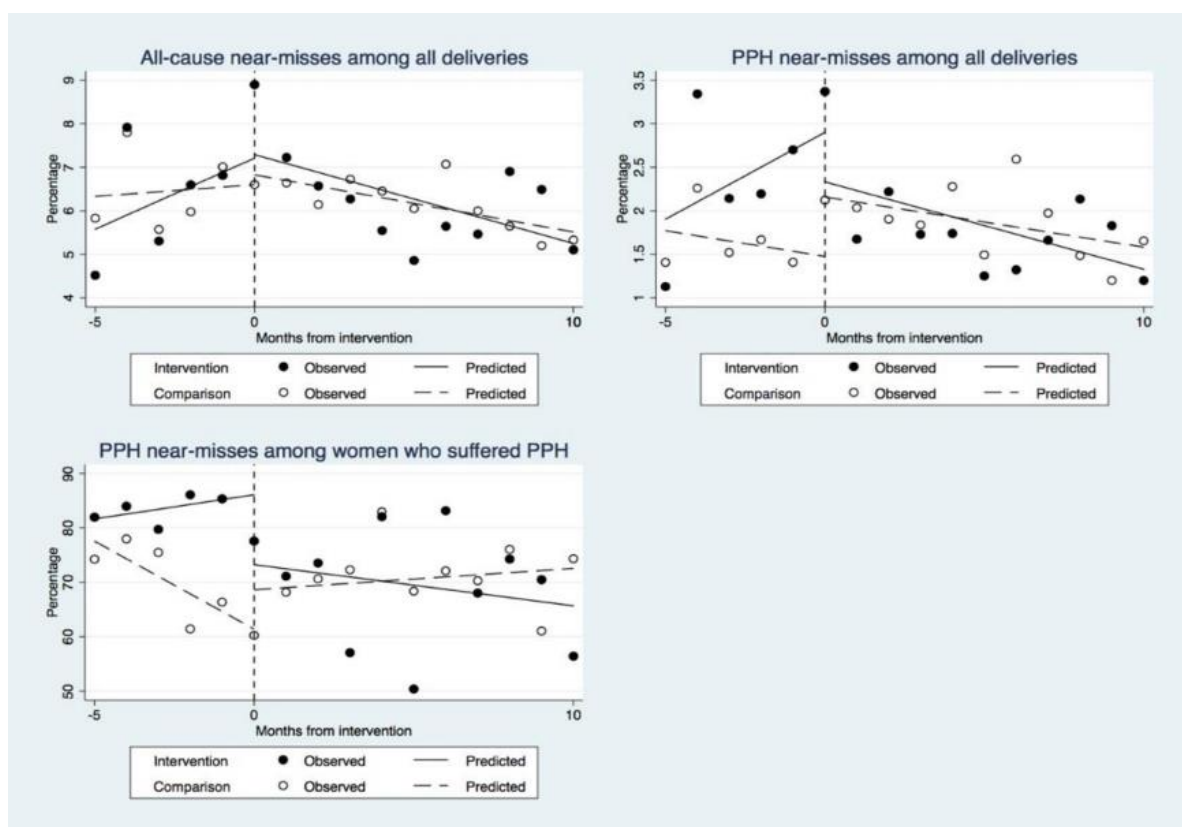 All-cause near-misses among all deliveries
9
8
7
6
5
4
Percentage
-5
0
10
Months from intervention
Intervention Observed Predicted
Comparison Observed Predicted
PPH near-misses among all deliveries
3.5
3
2.5
2
1.5
1
Percentage
-5
0
10
Months from intervention
Intervention Observed Predicted
Comparison Observed Predicted
PPH near-misses among women who suffered PPH
90
80
70
60
50
Percentage
-5
0
10
Months from intervention
Intervention Observed Predicted
Comparison Observed Predicted